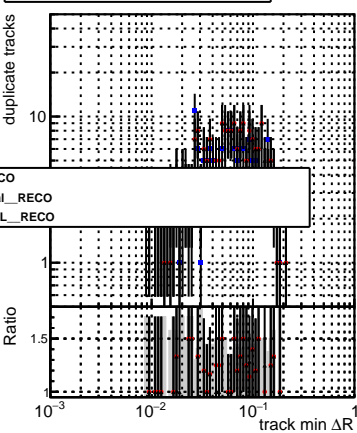 duplicate tracks
10
CO
l__RECO
L__RECO
1
Ratio
1.5
1
10⁻³
10⁻²
10⁻¹
1
track min ΔR